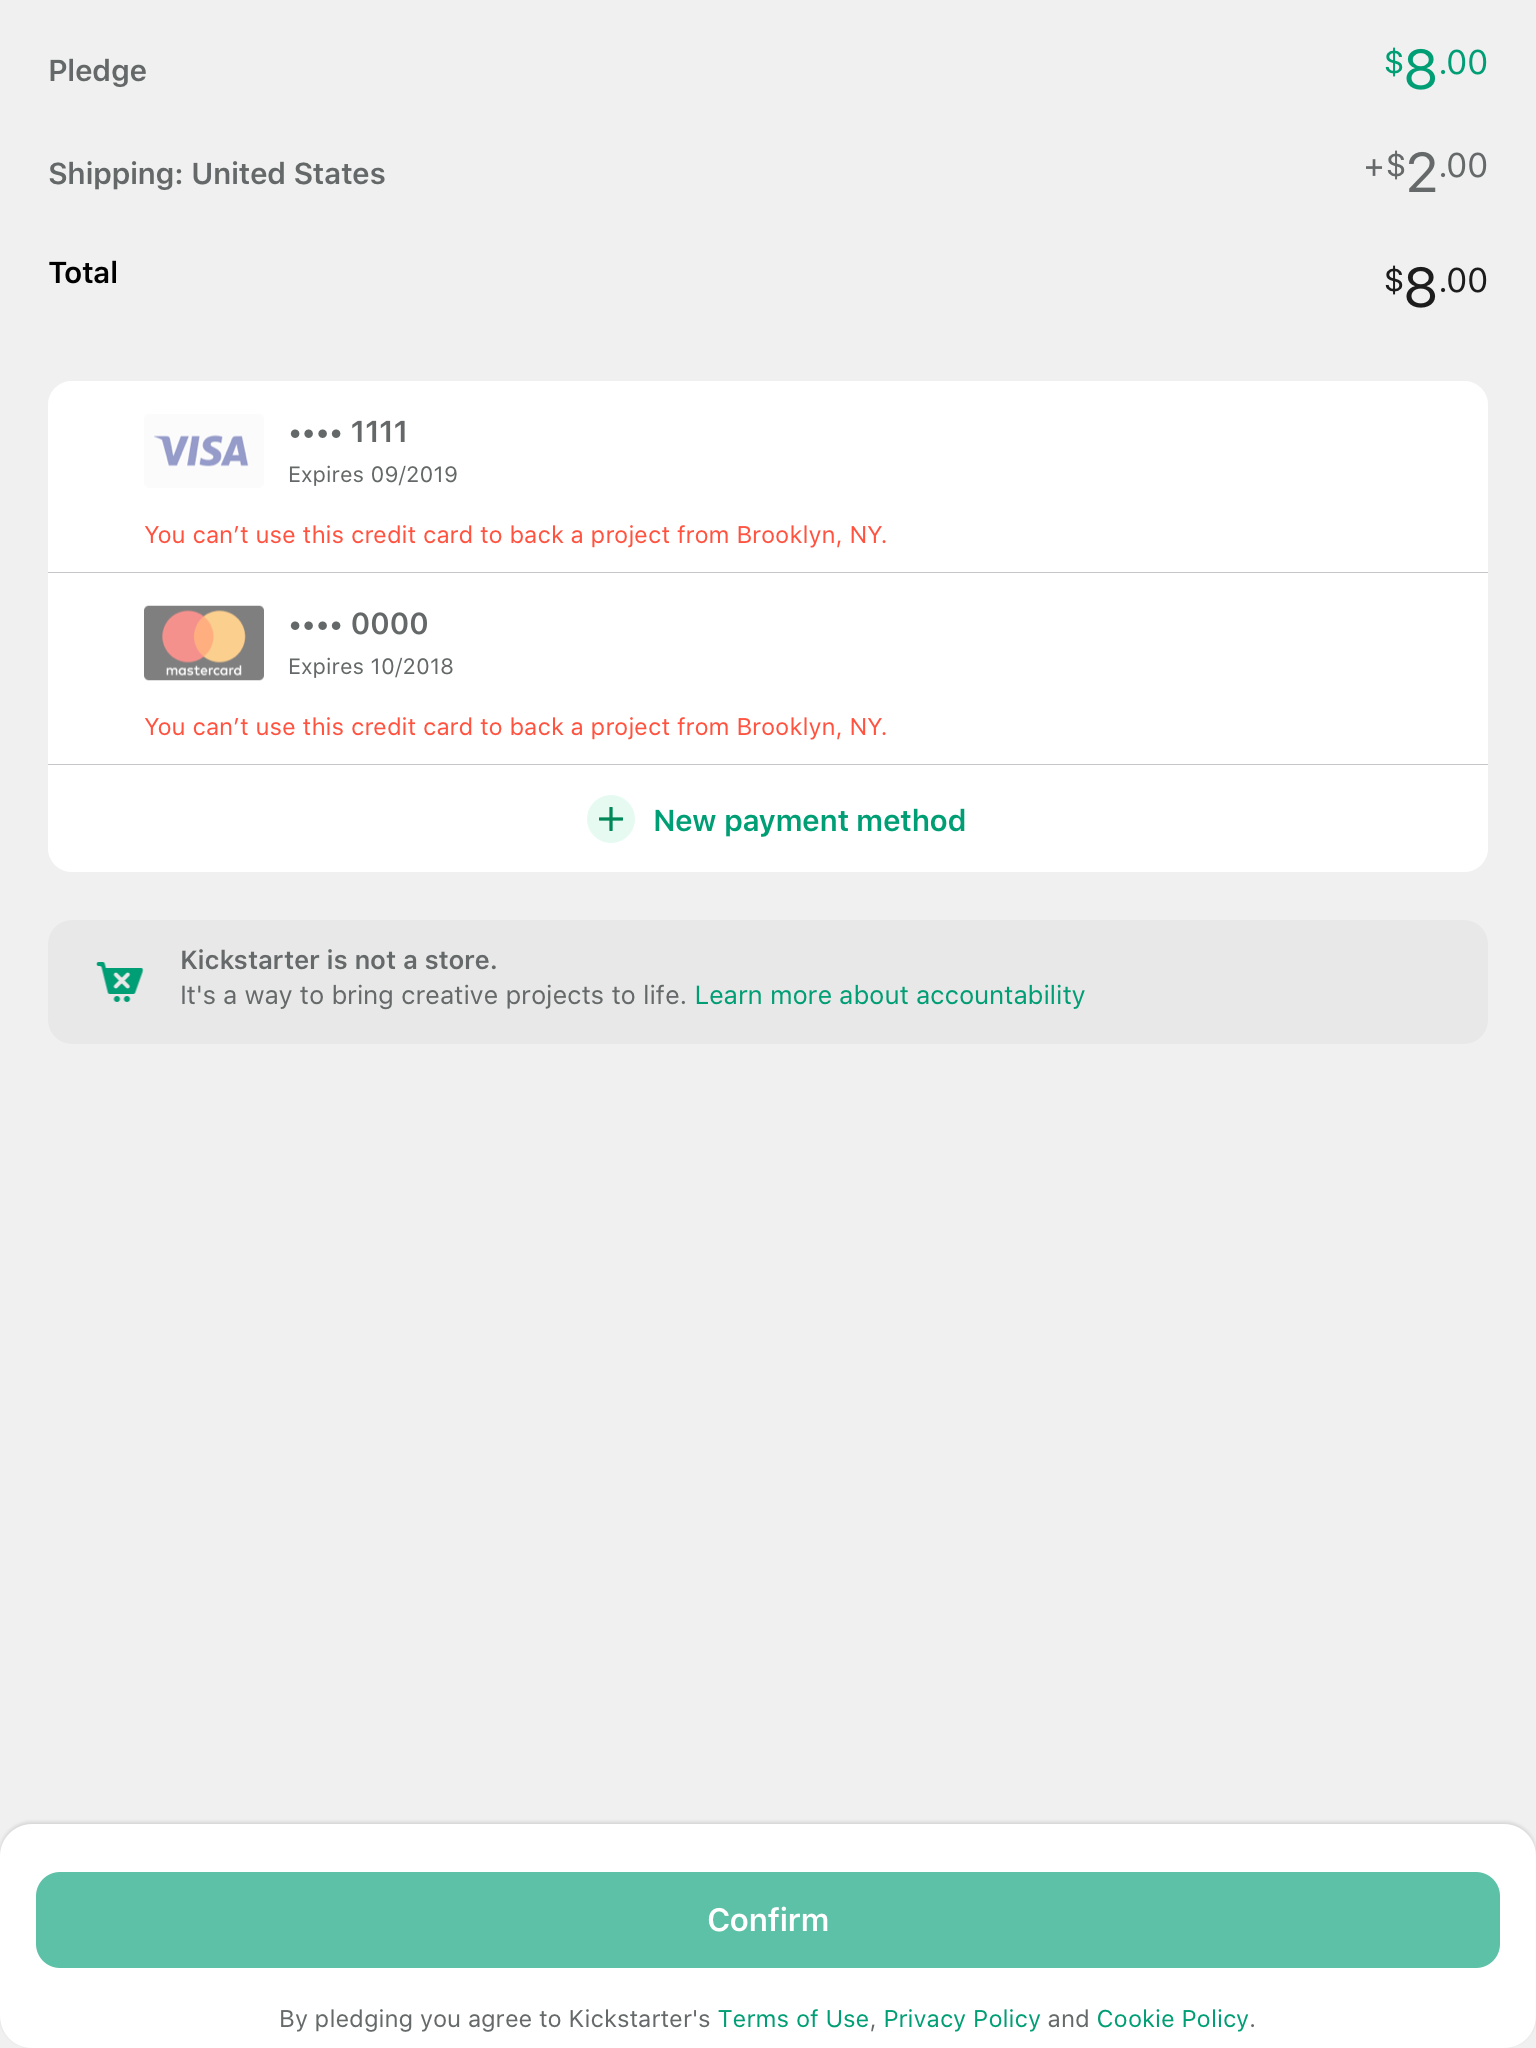 Pledge $8.00
Shipping: United States +$2.00
Total $8.00
VISA •••• 1111
Expires 09/2019
You can’t use this credit card to back a project from Brooklyn, NY.
•••• 0000
mastercard Expires 10/2018
You can’t use this credit card to back a project from Brooklyn, NY.
New payment method
Kickstarter is not a store.
It's a way to bring creative projects to life. Learn more about accountability
Confirm
By pledging you agree to Kickstarter's Terms of Use, Privacy Policy and Cookie Policy.